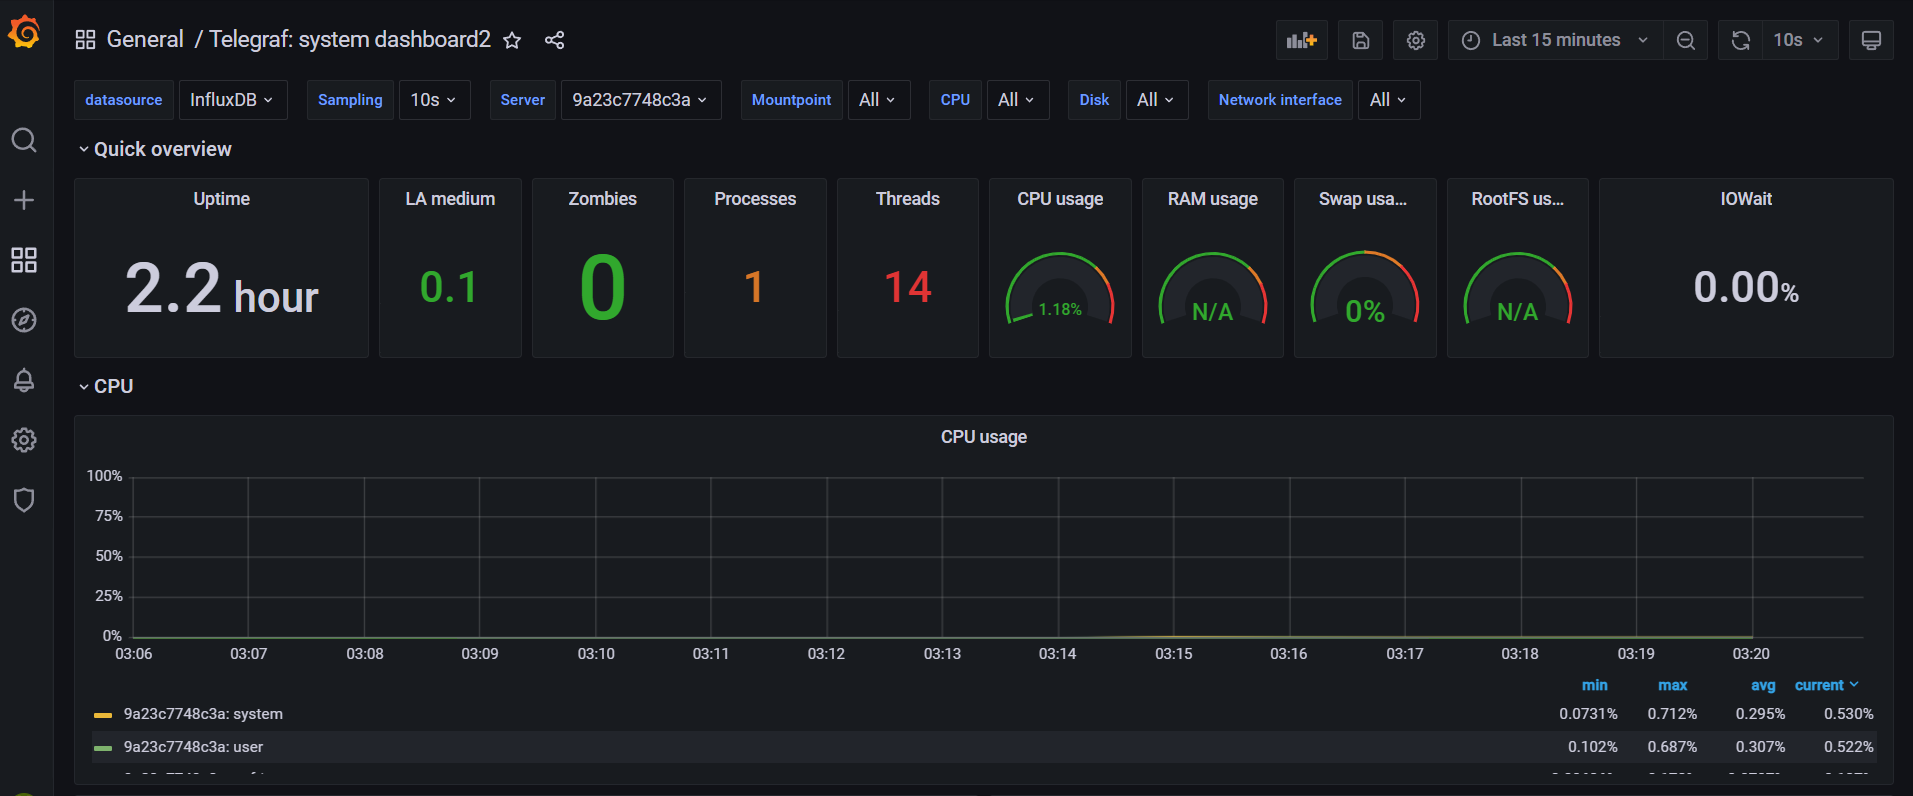 General / Telegraf: system dashboard2
Last 15 minutes
10s
datasource InfluxDB Sampling 10s Server 9a23c7748c3a Mountpoint All CPU All Disk All Network interface All
Quick overview
Uptime
2.2 hour
LA medium
0.1
Zombies
0
Processes
1
Threads
14
CPU usage
1.18%
RAM usage
N/A
Swap usa...
0%
RootFS us...
N/A
IOWait
0.00%
CPU
CPU usage
100%
75%
50%
25%
0%
03:06 03:07 03:08 03:09 03:10 03:11 03:12 03:13 03:14 03:15 03:16 03:17 03:18 03:19 03:20
min max avg current
9a23c7748c3a: system 0.0731% 0.712% 0.295% 0.530%
9a23c7748c3a: user 0.102% 0.687% 0.307% 0.522%